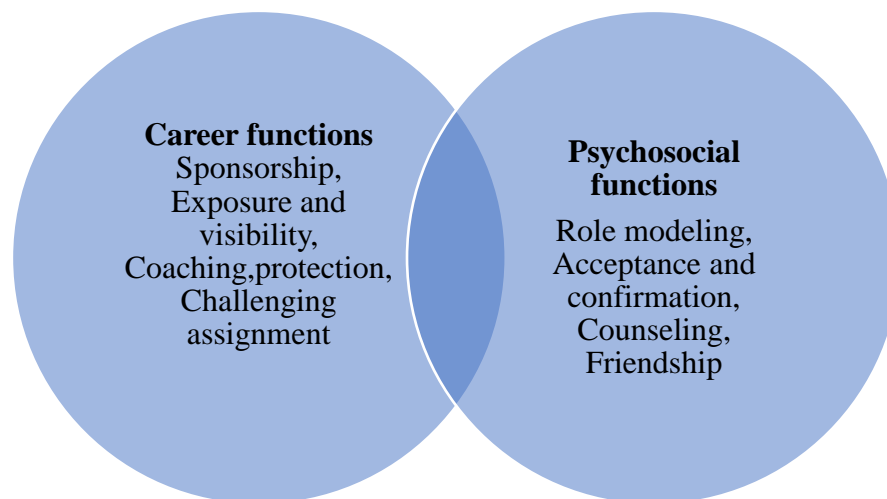 Career functions
Sponsorship,
Exposure and
visibility,
Coaching,protection,
Challenging
assignment
Psychosocial
functions
Role modeling,
Acceptance and
confirmation,
Counseling,
Friendship